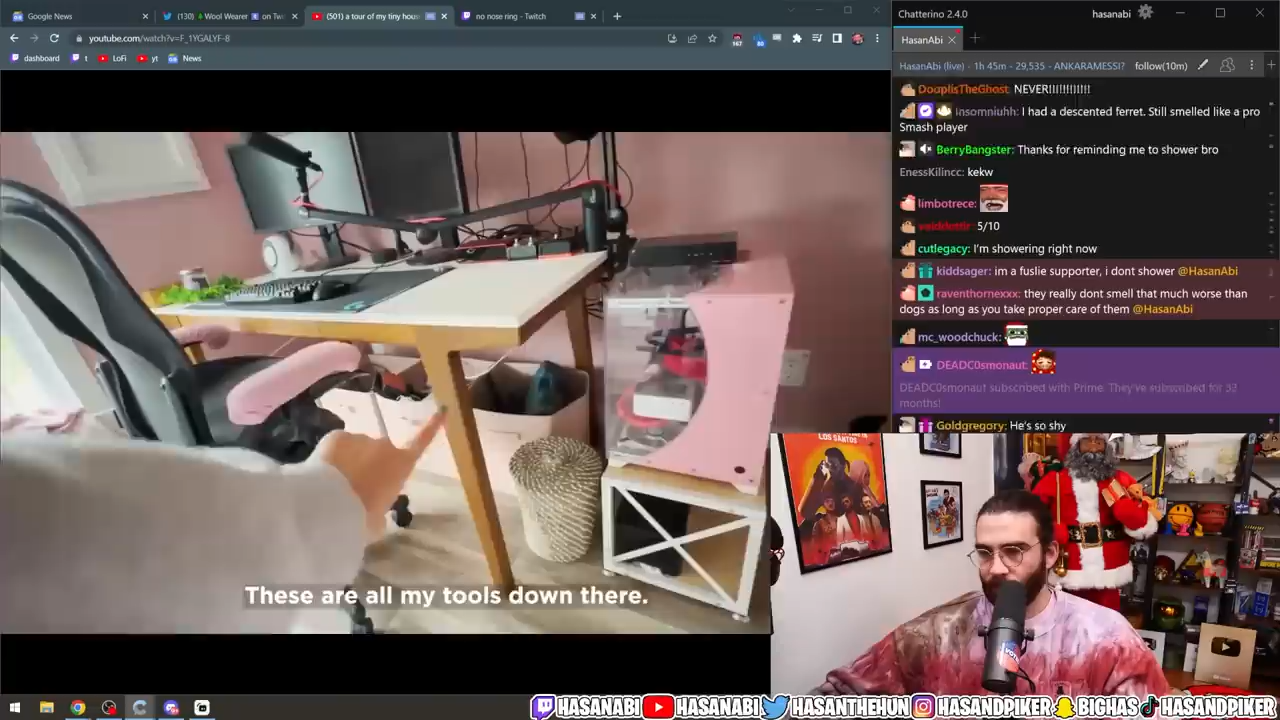 Google News
(130) Wool Wearer on Twi
(501) a tour of my tiny hous
no nose ring - Twitch
youtube.com/watch?v=F_1YGALYF-8
167
80
dashboard
t
LoFi
yt
News
These are all my tools down there.
Chatterino 2.4.0
hasanabi
HasanAbi
HasanAbi (live) - 1h 45m - 29,535 - ANKARAMESSI?
follow(10m)
DooplisTheGhost: NEVER!!!!!!!!!!!
Insomniuhh: I had a descented ferret. Still smelled like a pro
Smash player
BerryBangster: Thanks for reminding me to shower bro
EnessKilincc: kekw
limbotrece:
5/10
cutlegacy: I'm showering right now
kiddsager: im a fuslie supporter, i dont shower @HasanAbi
raventhornexxx: they really dont smell that much worse than
dogs as long as you take proper care of them @HasanAbi
mc_woodchuck:
DEADC0smonaut:
DEADC0smonaut subscribed with Prime. They've subscribed for 33
months!
Goldgregory: He's so shy
LOS SANTOS
HASANABI
HASANABI
HASANTHEHUN
HASANDPIKER
BIGHAS
HASANDPIKER